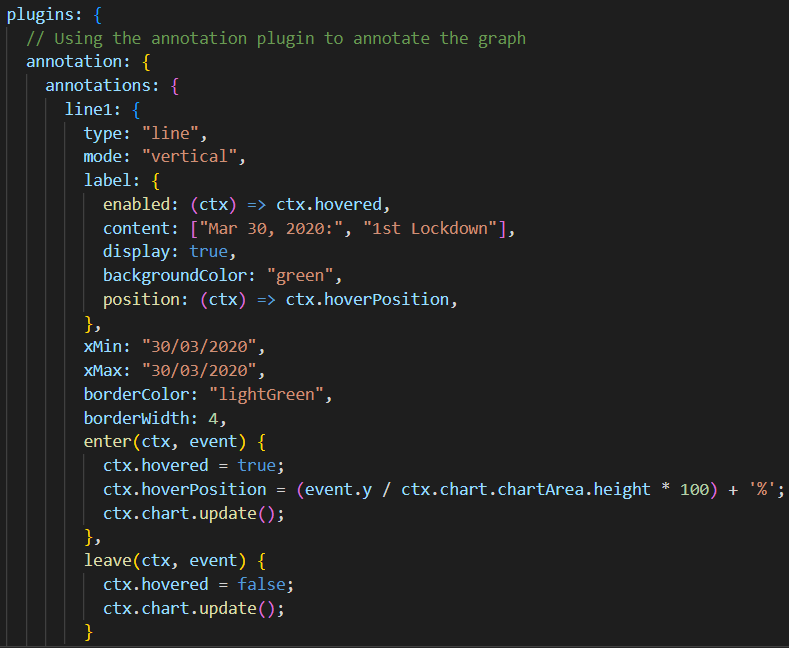 plugins: {
  // Using the annotation plugin to annotate the graph
  annotation: {
    annotations: {
      line1: {
        type: "line",
        mode: "vertical",
        label: {
          enabled: (ctx) => ctx.hovered,
          content: ["Mar 30, 2020:", "1st Lockdown"],
          display: true,
          backgroundColor: "green",
          position: (ctx) => ctx.hoverPosition,
        },
        xMin: "30/03/2020",
        xMax: "30/03/2020",
        borderColor: "lightGreen",
        borderWidth: 4,
        enter(ctx, event) {
          ctx.hovered = true;
          ctx.hoverPosition = (event.y / ctx.chart.chartArea.height * 100) + '%';
          ctx.chart.update();
        },
        leave(ctx, event) {
          ctx.hovered = false;
          ctx.chart.update();
        }